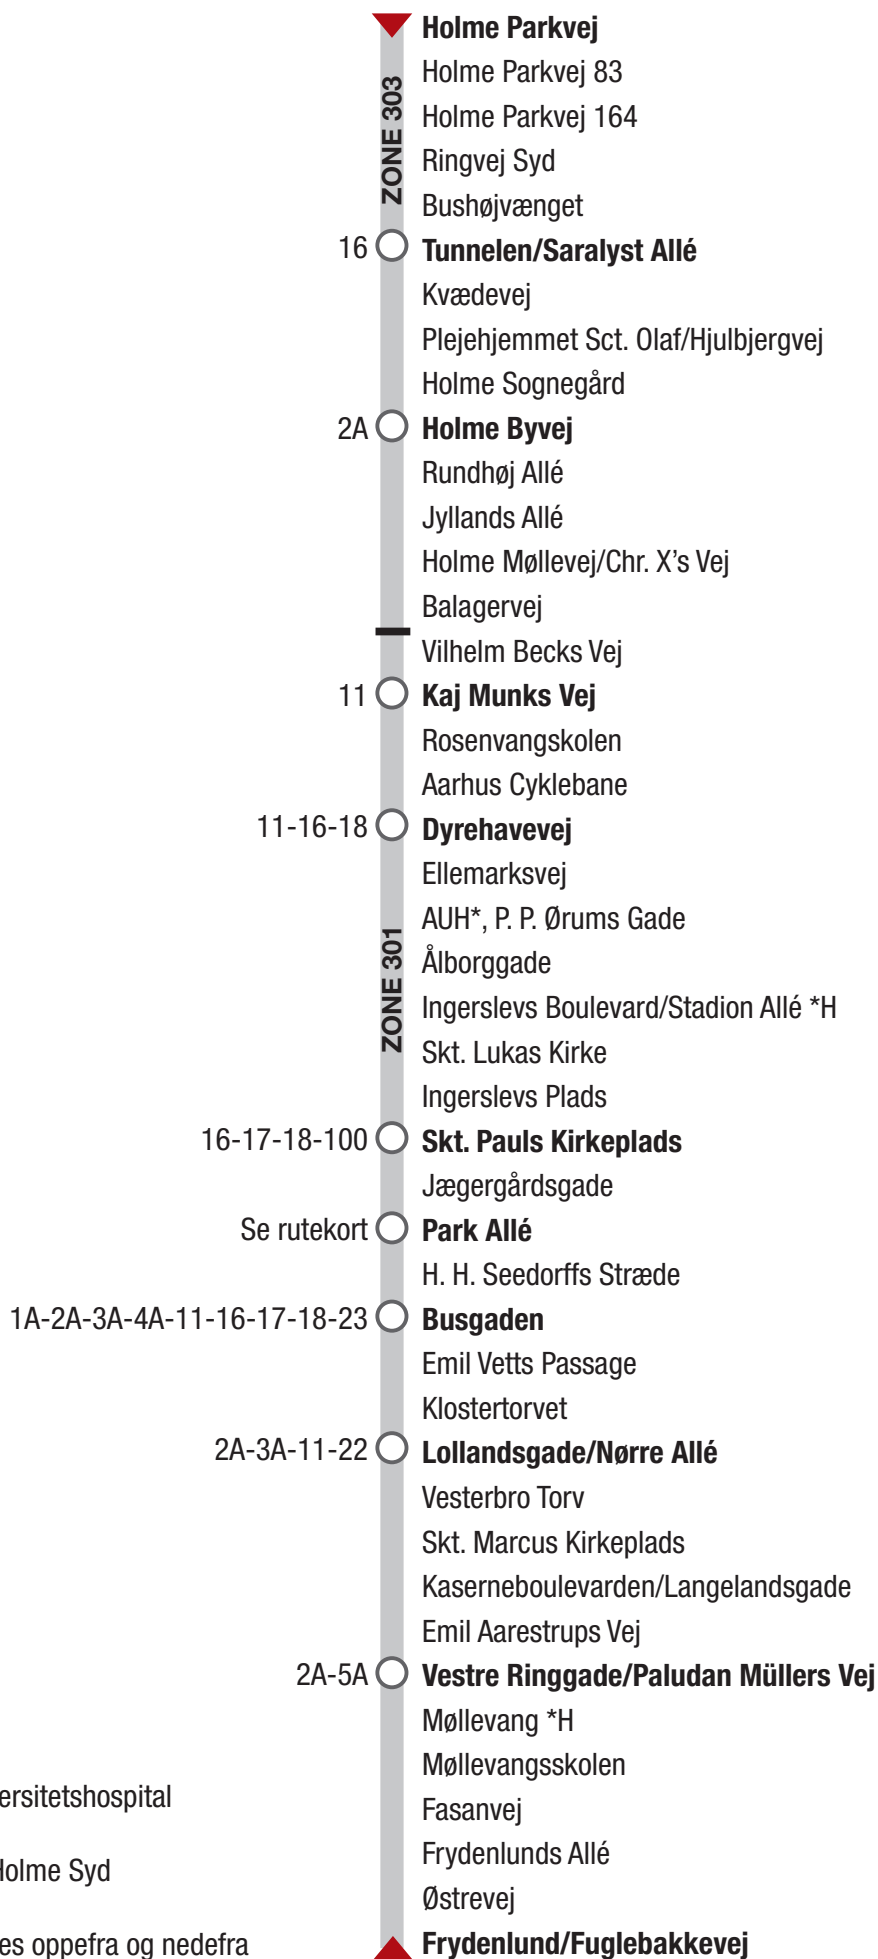 Holme Parkvej
Holme Parkvej 83
Holme Parkvej 164
Ringvej Syd
Bushøjvænget
ZONE 303
16 Tunnelen/Saralyst Allé
Kvædevej
Plejehjemmet Sct. Olaf/Hjulbjergvej
Holme Sognegård
2A Holme Byvej
Rundhøj Allé
Jyllands Allé
Holme Møllevej/Chr. X’s Vej
Balagervej
Vilhelm Becks Vej
11 Kaj Munks Vej
Rosenvangskolen
Aarhus Cyklebane
11-16-18 Dyrehavevej
Ellemarksvej
AUH*, P. P. Ørums Gade
Ålborggade
ZONE 301
Ingerslevs Boulevard/Stadion Allé *H
Skt. Lukas Kirke
Ingerslevs Plads
16-17-18-100 Skt. Pauls Kirkeplads
Jægergårdsgade
Se rutekort Park Allé
H. H. Seedorffs Stræde
1A-2A-3A-4A-11-16-17-18-23 Busgaden
Emil Vetts Passage
Klostertorvet
2A-3A-11-22 Lollandsgade/Nørre Allé
Vesterbro Torv
Skt. Marcus Kirkeplads
Kaserneboulevarden/Langelandsgade
Emil Aarestrups Vej
2A-5A Vestre Ringgade/Paludan Müllers Vej
Møllevang *H
Møllevangsskolen
ersitetshospital
Fasanvej
Frydenlunds Allé
Holme Syd
Østrevej
es oppefra og nedefra
Frydenlund/Fuglebakkevej